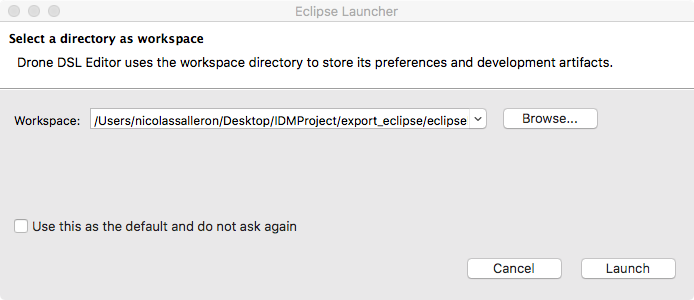 Eclipse Launcher
Select a directory as workspace
Drone DSL Editor uses the workspace directory to store its preferences and development artifacts.
Workspace: /Users/nicolassalleron/Desktop/IDMProject/export_eclipse/eclipse Browse...
Use this as the default and do not ask again
Cancel Launch